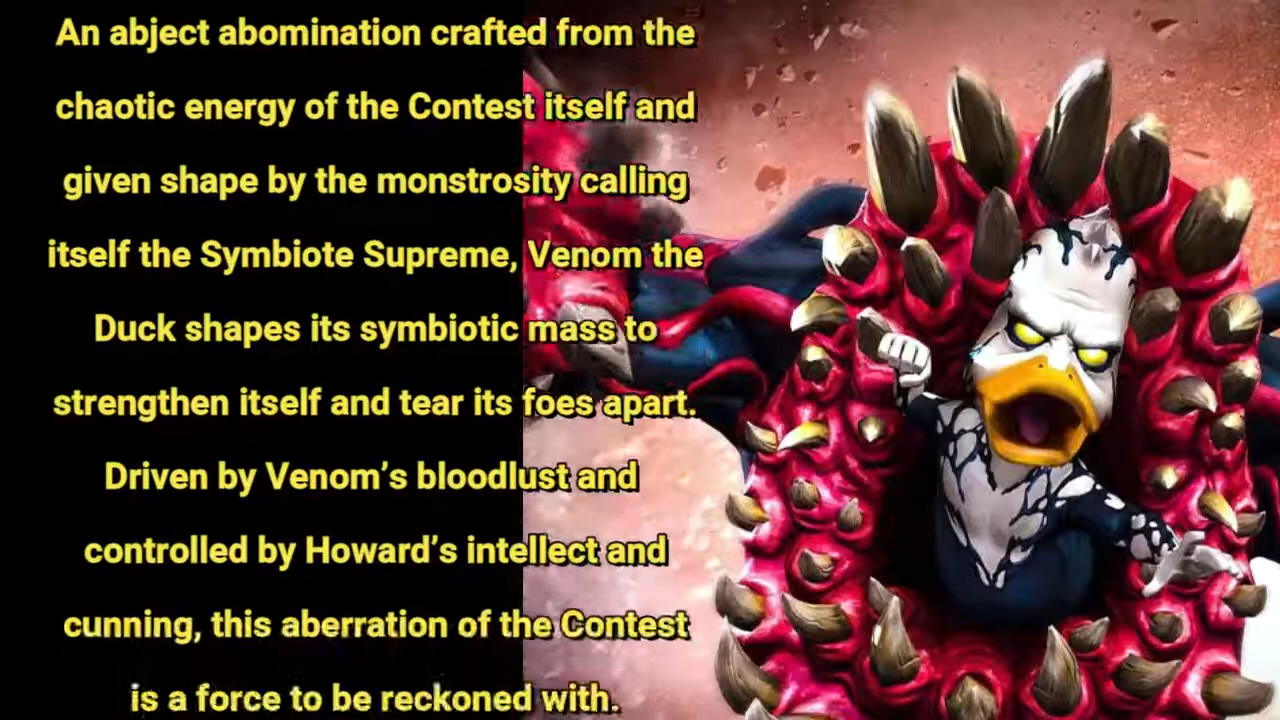 An abject abomination crafted from the
chaotic energy of the Contest itself and
given shape by the monstrosity calling
itself the Symbiote Supreme, Venom the
Duck shapes its symbiotic mass to
strengthen itself and tear its foes apart.
Driven by Venom’s bloodlust and
controlled by Howard’s intellect and
cunning, this aberration of the Contest
is a force to be reckoned with.